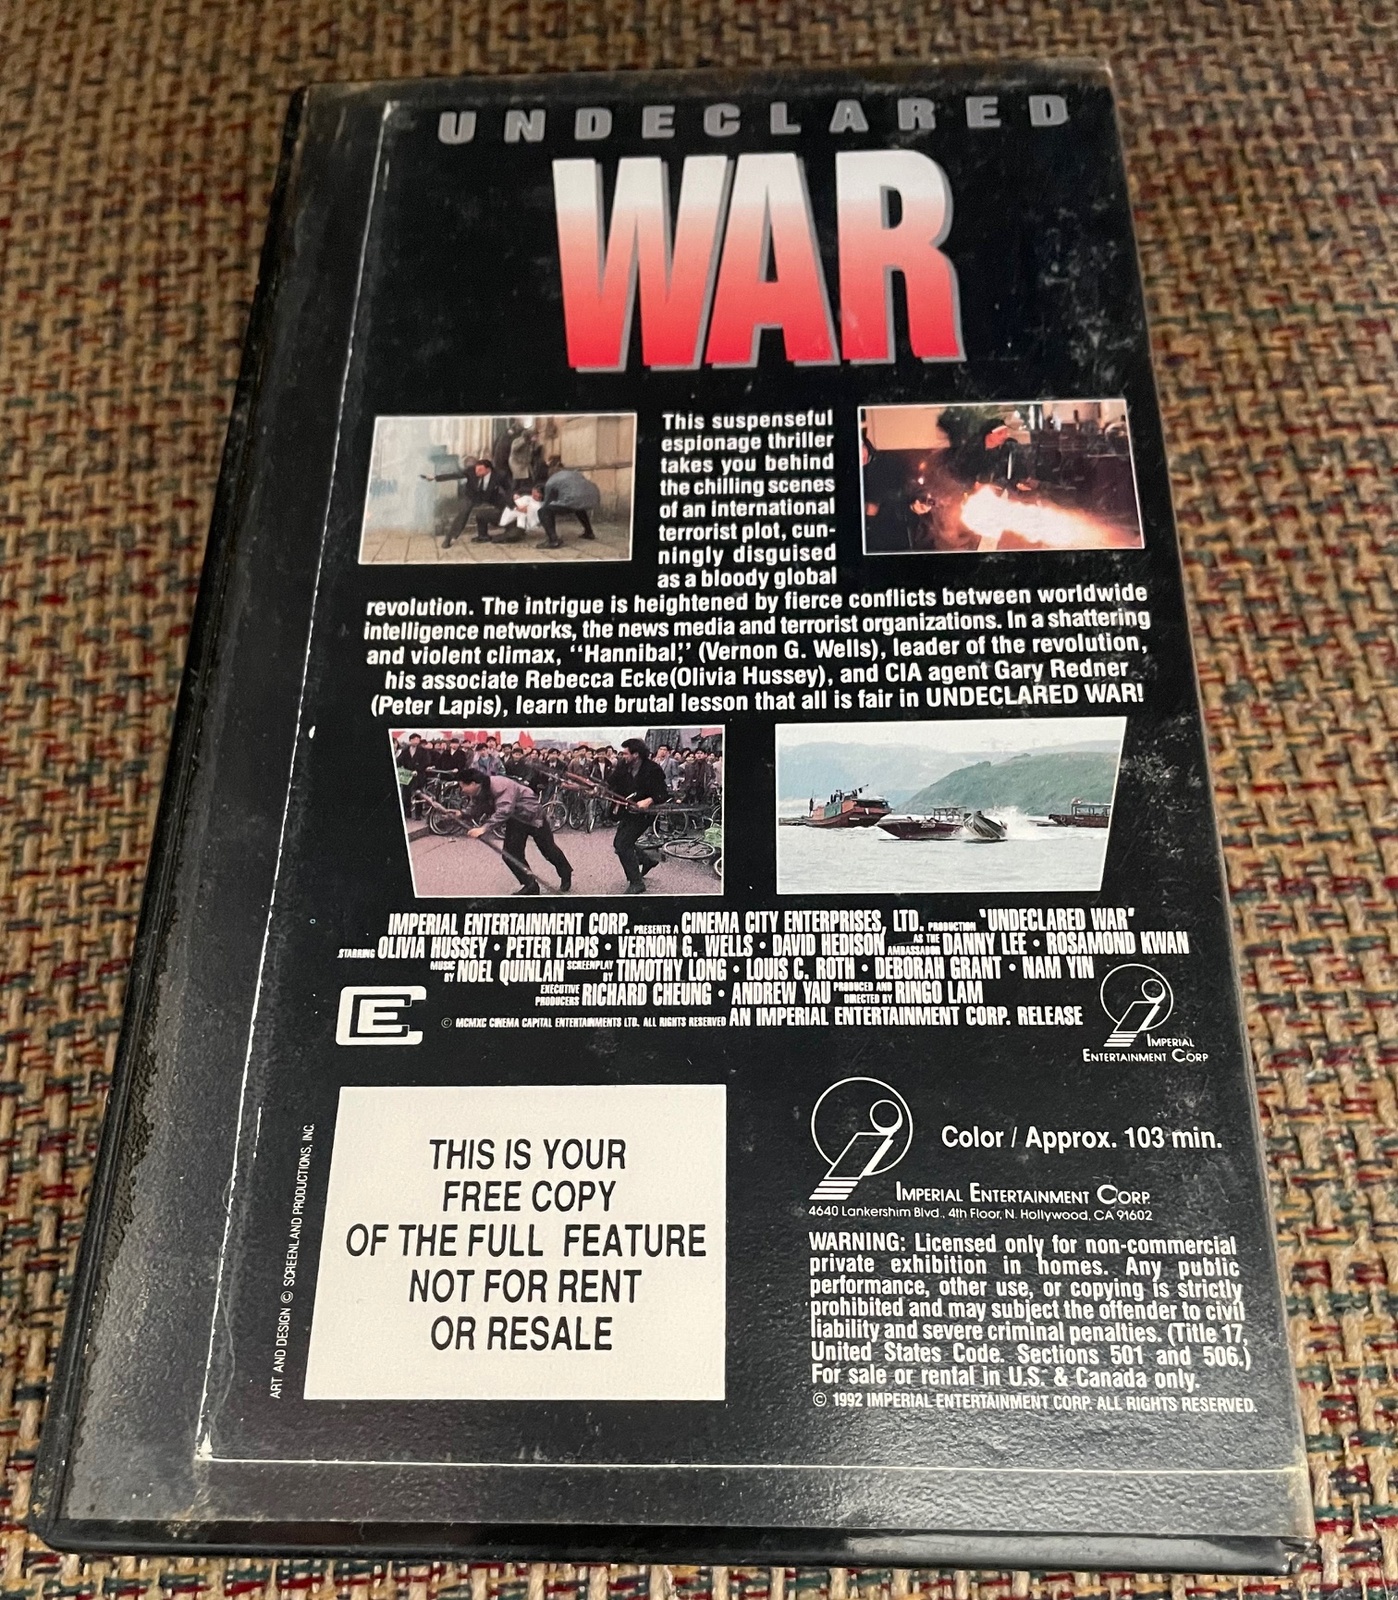 UNDECLARED
WAR
This suspenseful
espionage thriller
takes you behind
the chilling scenes
of an international
terrorist plot, cun-
ningly disguised
as a bloody global
revolution. The intrigue is heightened by fierce conflicts between worldwide
intelligence networks, the news media and terrorist organizations. In a shattering
and violent climax, “Hannibal,” (Vernon G. Wells), leader of the revolution,
his associate Rebecca Ecke(Olivia Hussey), and CIA agent Gary Redner
(Peter Lapis), learn the brutal lesson that all is fair in UNDECLARED WAR!
IMPERIAL ENTERTAINMENT CORP. PRESENTS A CINEMA CITY ENTERPRISES, LTD. PRODUCTION "UNDECLARED WAR"
STARRING OLIVIA HUSSEY • PETER LAPIS • VERNON G. WELLS • DAVID HEDISON AS THE AMBASSADOR DANNY LEE • ROSAMOND KWAN
MUSIC BY NOEL QUINLAN SCREENPLAY BY TIMOTHY LONG • LOUIS C. ROTH • DEBORAH GRANT • NAM YIN
EXECUTIVE PRODUCERS RICHARD CHEUNG • ANDREW YAU PRODUCED AND DIRECTED BY RINGO LAM
© MCMXC CINEMA CAPITAL ENTERTAINMENTS LTD. ALL RIGHTS RESERVED AN IMPERIAL ENTERTAINMENT CORP. RELEASE
IMPERIAL
ENTERTAINMENT CORP
ART AND DESIGN © SCREENLAND PRODUCTIONS, INC.
THIS IS YOUR
FREE COPY
OF THE FULL FEATURE
NOT FOR RENT
OR RESALE
Color / Approx. 103 min.
IMPERIAL ENTERTAINMENT CORP.
4640 Lankershim Blvd., 4th Floor, N. Hollywood, CA 91602
WARNING: Licensed only for non-commercial
private exhibition in homes. Any public
performance, other use, or copying is strictly
prohibited and may subject the offender to civil
liability and severe criminal penalties. (Title 17,
United States Code. Sections 501 and 506.)
For sale or rental in U.S. & Canada only.
© 1992 IMPERIAL ENTERTAINMENT CORP. ALL RIGHTS RESERVED.